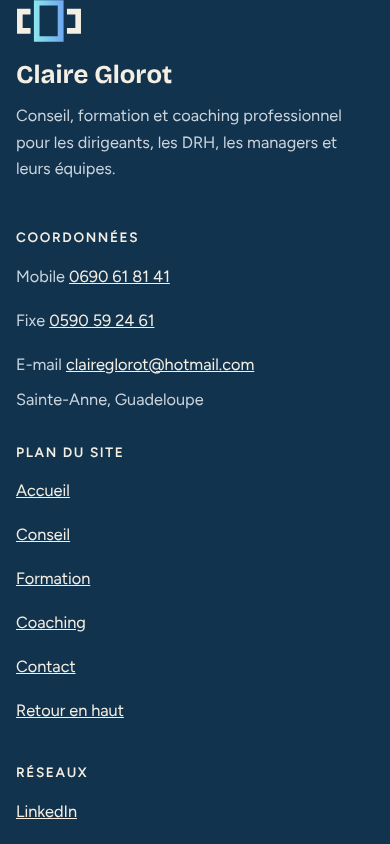 Claire Glorot
Conseil, formation et coaching professionnel
pour les dirigeants, les DRH, les managers et
leurs équipes.
COORDONNÉES
Mobile 0690 61 81 41
Fixe 0590 59 24 61
E-mail claireglorot@hotmail.com
Sainte-Anne, Guadeloupe
PLAN DU SITE
Accueil
Conseil
Formation
Coaching
Contact
Retour en haut
RÉSEAUX
LinkedIn